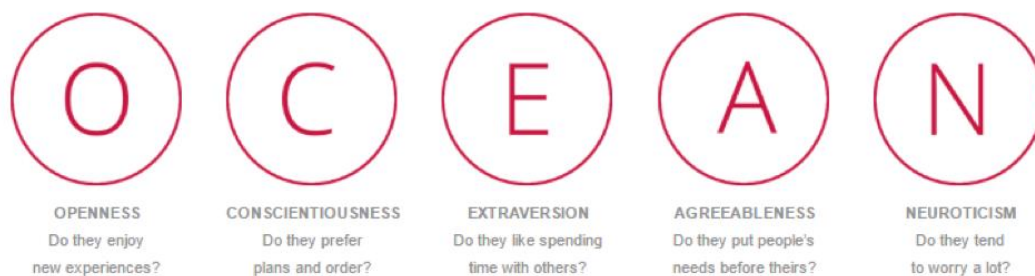 O C E A N
OPENNESS CONSCIENTIOUSNESS EXTRAVERSION AGREEABLENESS NEUROTICISM
Do they enjoy Do they prefer Do they like spending Do they put people's Do they tend
new experiences? plans and order? time with others? needs before theirs? to worry a lot?